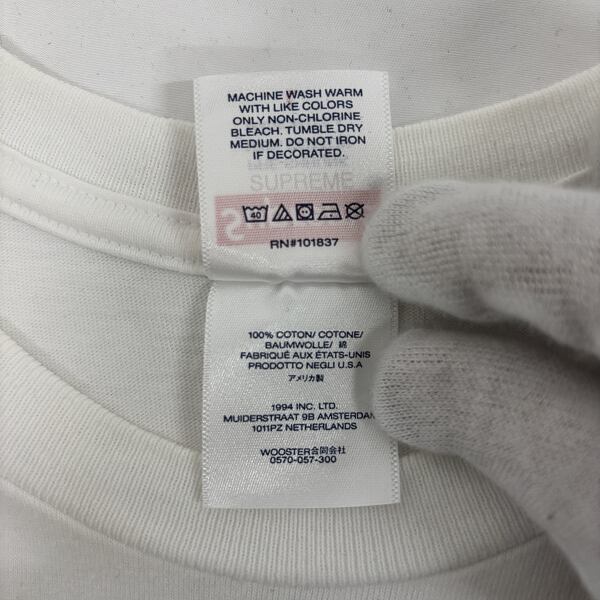 MACHINE WASH WARM
WITH LIKE COLORS
ONLY NON-CHLORINE
BLEACH. TUMBLE DRY
MEDIUM. DO NOT IRON
IF DECORATED.
SUPREME
40
RN#101837
100% COTTON/ COTONE/
BAUMWOLLE/ 綿
FABRIQUÉ AUX ÉTATS-UNIS
PRODOTTO NEGLI U.S.A
アメリカ製
1994 INC. LTD.
MUIDERSTRAAT 9B AMSTERDAM
1011PZ NETHERLANDS
WOOSTER合同会社
0570-057-300